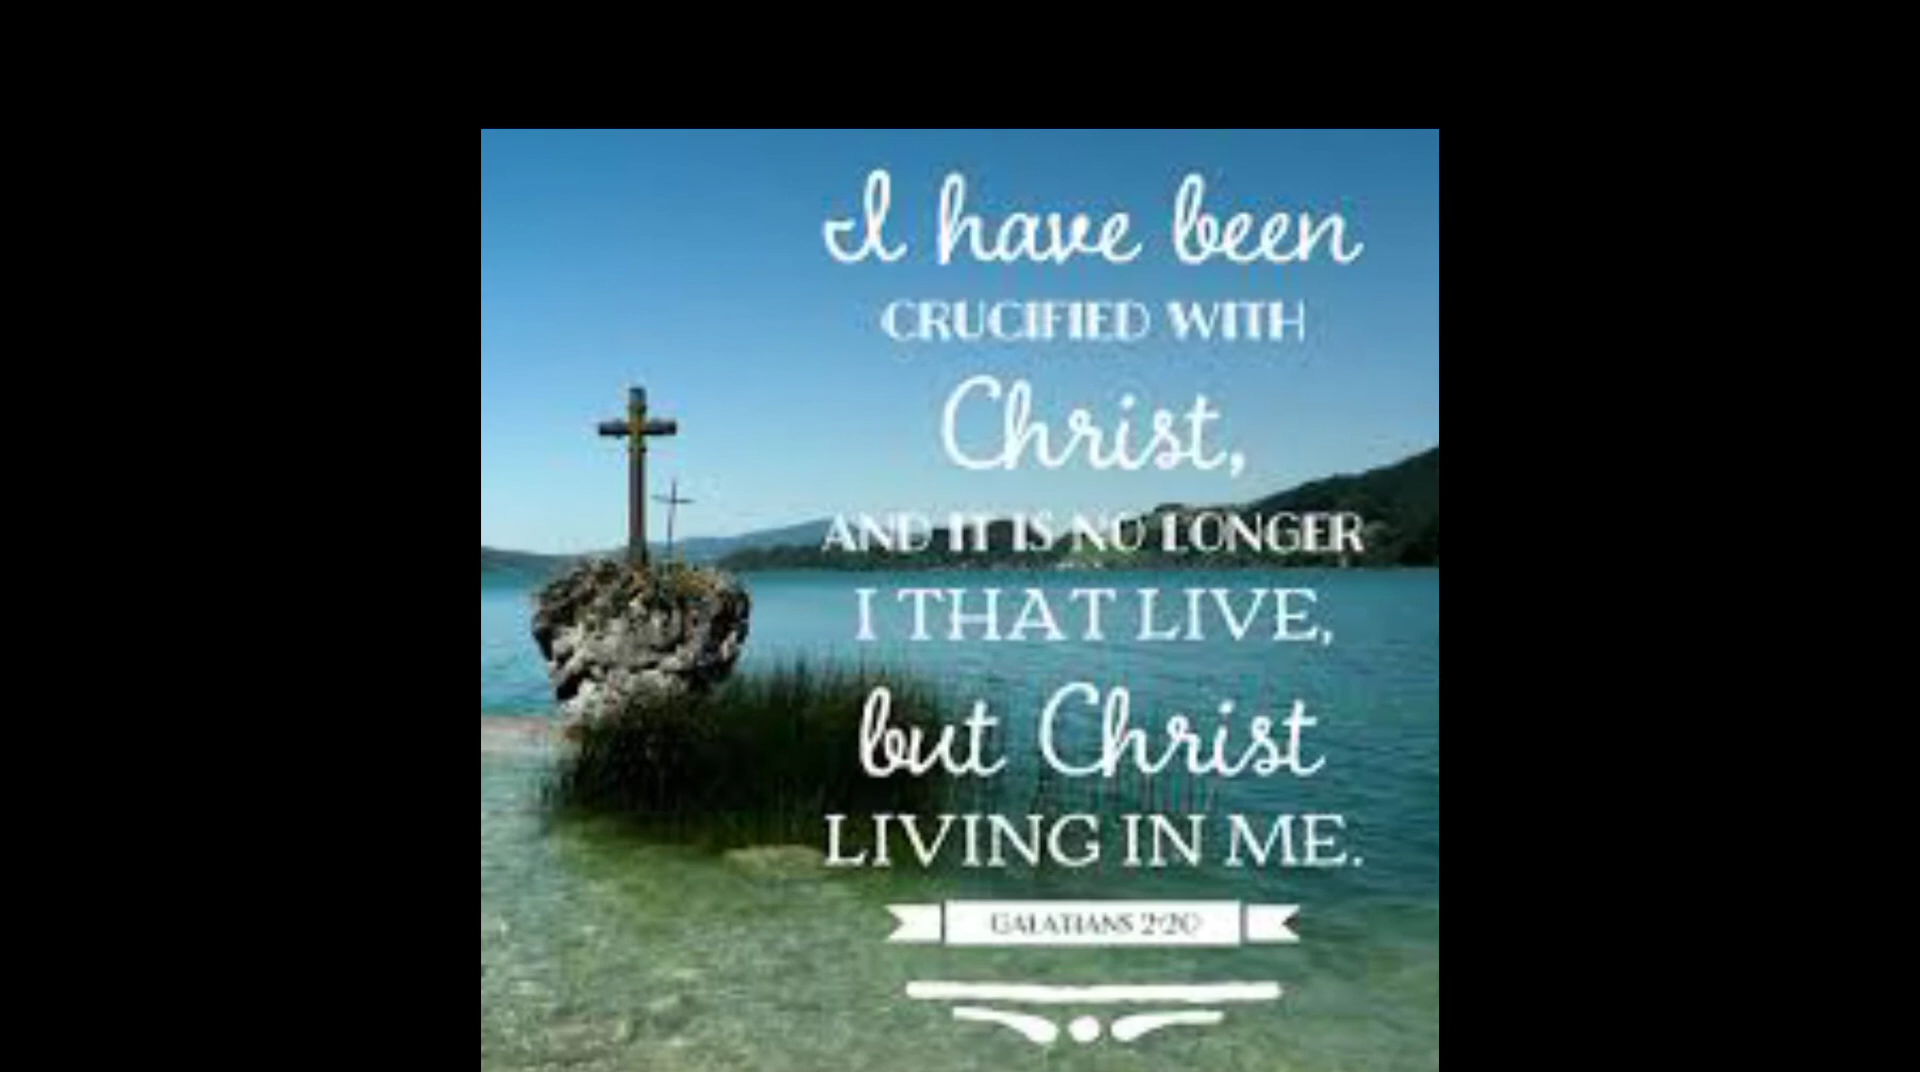 I have been
CRUCIFIED WITH
Christ,
AND IT IS NO LONGER
I THAT LIVE,
but Christ
LIVING IN ME.
GALATIANS 2:20